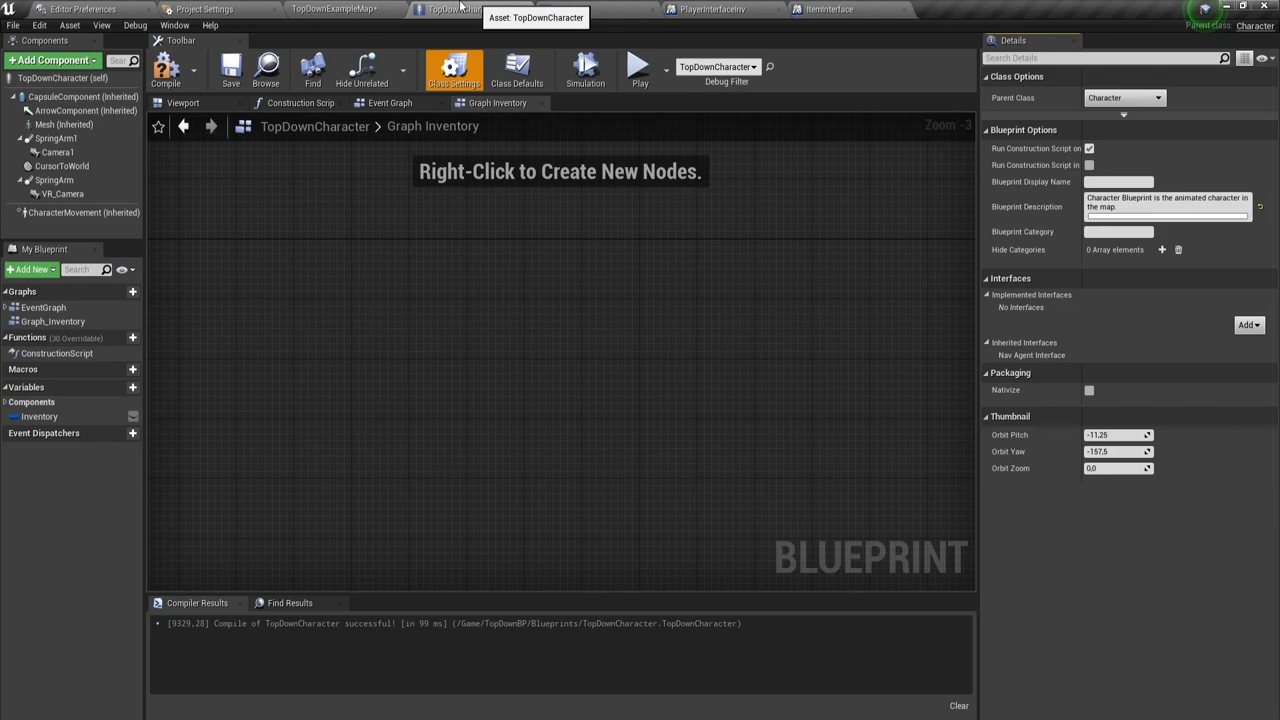 Editor Preferences
Project Settings
TopDownExampleMap*
PlayerInterfaceInv
ItemInterface
Asset: TopDownCharacter
File Edit Asset View Debug Window Help
Parent class: Character
Components
Toolbar
Details
+ Add Component
Sear
Compile
Save
Browse
Find
Hide Unrelated
Class Settings
Class Defaults
Simulation
Play
TopDownCharacter
Debug Filter
Search Details
TopDownCharacter (self)
CapsuleComponent (Inherited)
ArrowComponent (Inherited)
Mesh (Inherited)
SpringArm1
Camera1
CursorToWorld
SpringArm
VR_Camera
CharacterMovement (Inherited)
Viewport
Construction Scrip
Event Graph
Graph Inventory
TopDownCharacter > Graph Inventory
Zoom -3
Right-Click to Create New Nodes.
BLUEPRINT
My Blueprint
+ Add New
Search
Graphs
EventGraph
Graph_Inventory
Functions (30 Overridable)
ConstructionScript
Macros
Variables
Components
Inventory
Event Dispatchers
Class Options
Parent Class
Character
Blueprint Options
Run Construction Script on
Run Construction Script in
Blueprint Display Name
Blueprint Description
Character Blueprint is the animated character in
the map.
Blueprint Category
Hide Categories
0 Array elements
Interfaces
Implemented Interfaces
No Interfaces
Add
Inherited Interfaces
Nav Agent Interface
Packaging
Nativize
Thumbnail
Orbit Pitch
-11,25
Orbit Yaw
-157,5
Orbit Zoom
0,0
Compiler Results
Find Results
[9329,28] Compile of TopDownCharacter successful! [in 99 ms] (/Game/TopDownBP/Blueprints/TopDownCharacter.TopDownCharacter)
Clear